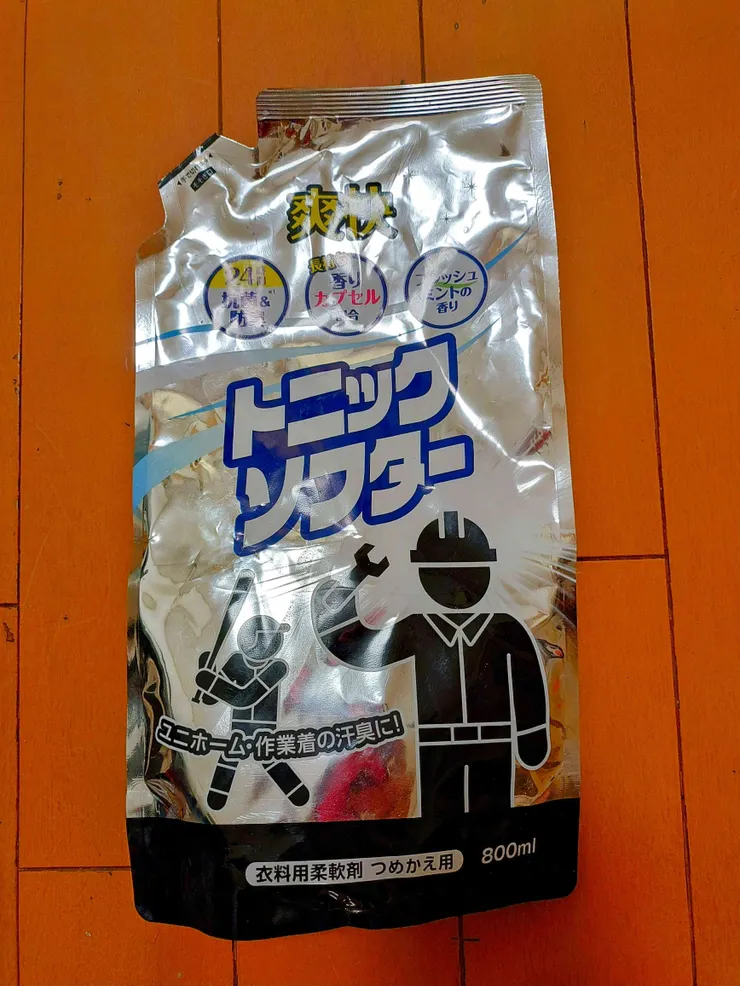 爽快
24H
抗菌&
防臭
香り
カプセル
フレッシュ
ミントの
香り
トニック
ソフター
ユニホーム・作業着の汗臭に!
衣料用柔軟剤 つめかえ用
800ml